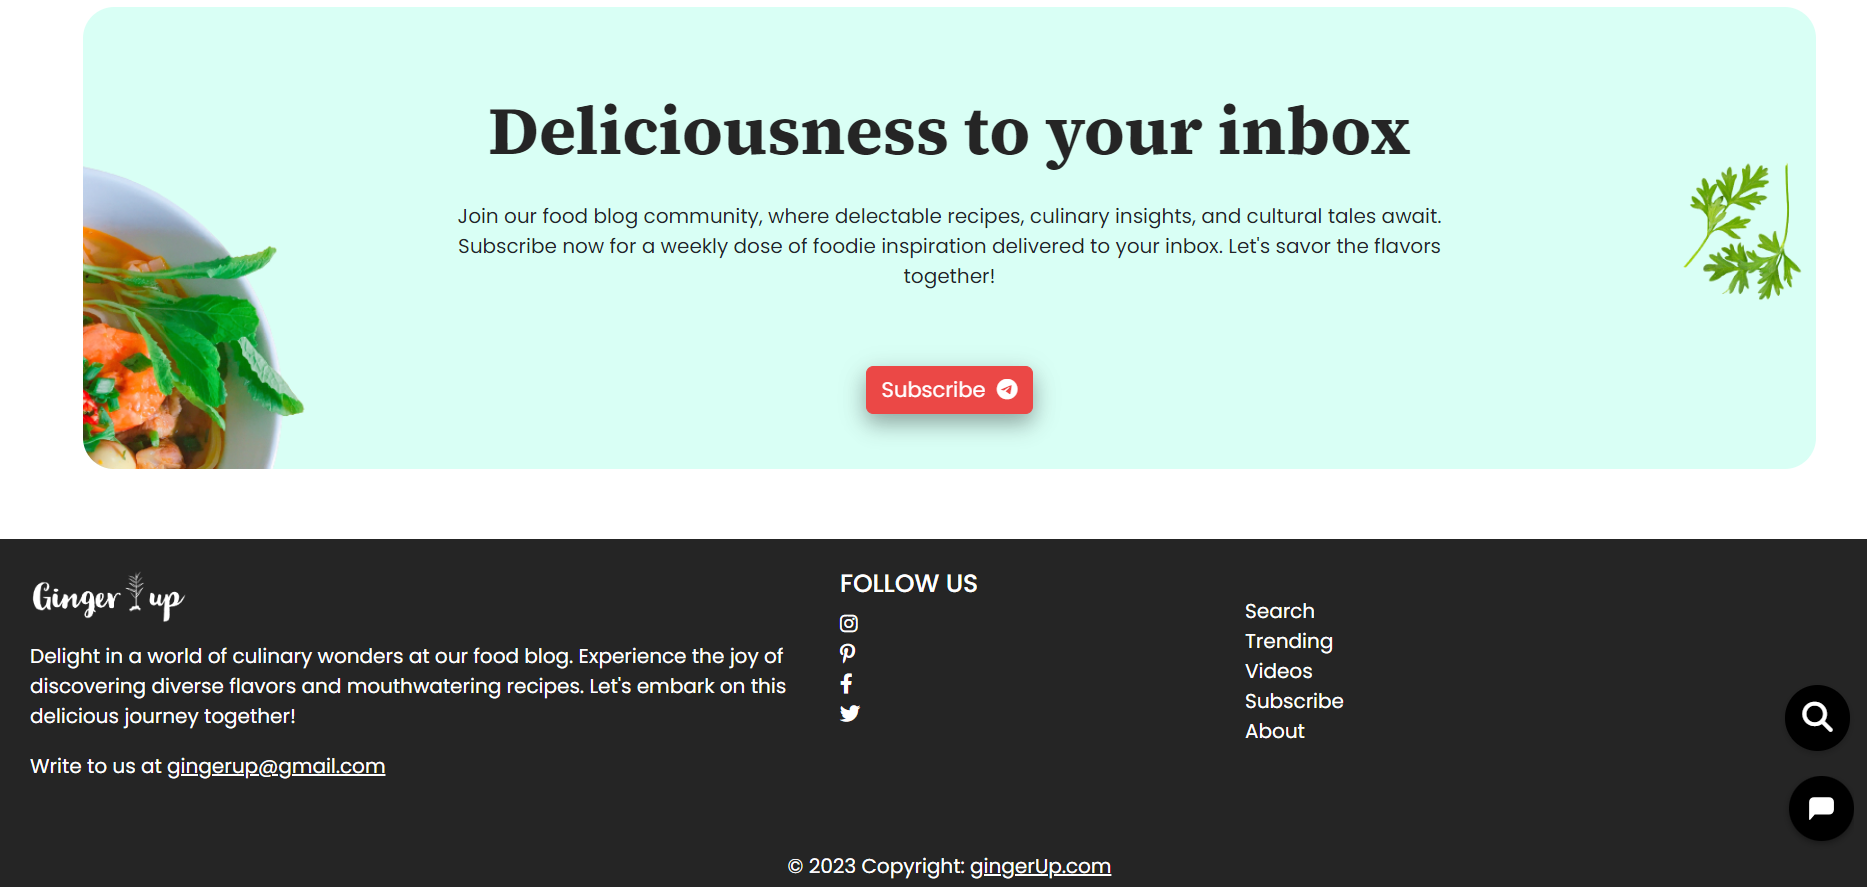 Deliciousness to your inbox
Join our food blog community, where delectable recipes, culinary insights, and cultural tales await.
Subscribe now for a weekly dose of foodie inspiration delivered to your inbox. Let's savor the flavors
together!
Subscribe
Ginger up
Delight in a world of culinary wonders at our food blog. Experience the joy of
discovering diverse flavors and mouthwatering recipes. Let's embark on this
delicious journey together!
Write to us at gingerup@gmail.com
FOLLOW US
Search
Trending
Videos
Subscribe
About
© 2023 Copyright: gingerUp.com